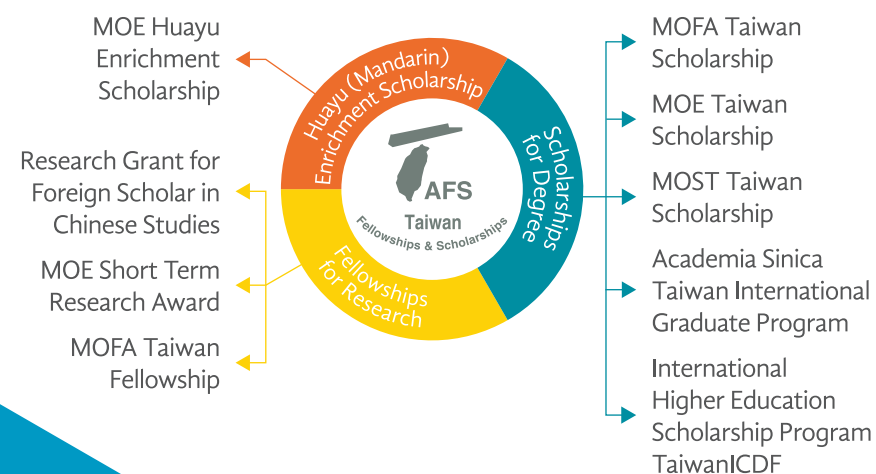 MOE Huayu
Enrichment
Scholarship
Research Grant for
Foreign Scholar in
Chinese Studies
MOE Short Term
Research Award
MOFA Taiwan
Fellowship
Huayu (Mandarin)
Enrichment Scholarship
Fellowships
for Research
Scholarships
for Degree
TAFS
Taiwan
Fellowships & Scholarships
MOFA Taiwan
Scholarship
MOE Taiwan
Scholarship
MOST Taiwan
Scholarship
Academia Sinica
Taiwan International
Graduate Program
International
Higher Education
Scholarship Program
TaiwanICDF